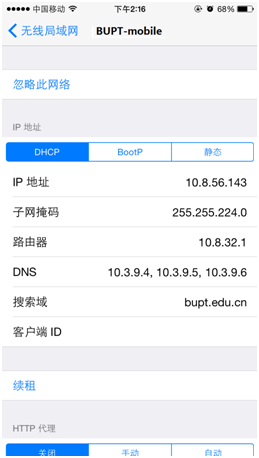 中国移动 下午2:16 68%
无线局域网 BUPT-mobile
忽略此网络
IP 地址
DHCP BootP 静态
IP 地址 10.8.56.143
子网掩码 255.255.224.0
路由器 10.8.32.1
DNS 10.3.9.4, 10.3.9.5, 10.3.9.6
搜索域 bupt.edu.cn
客户端 ID
续租
HTTP 代理
关闭 手动 自动